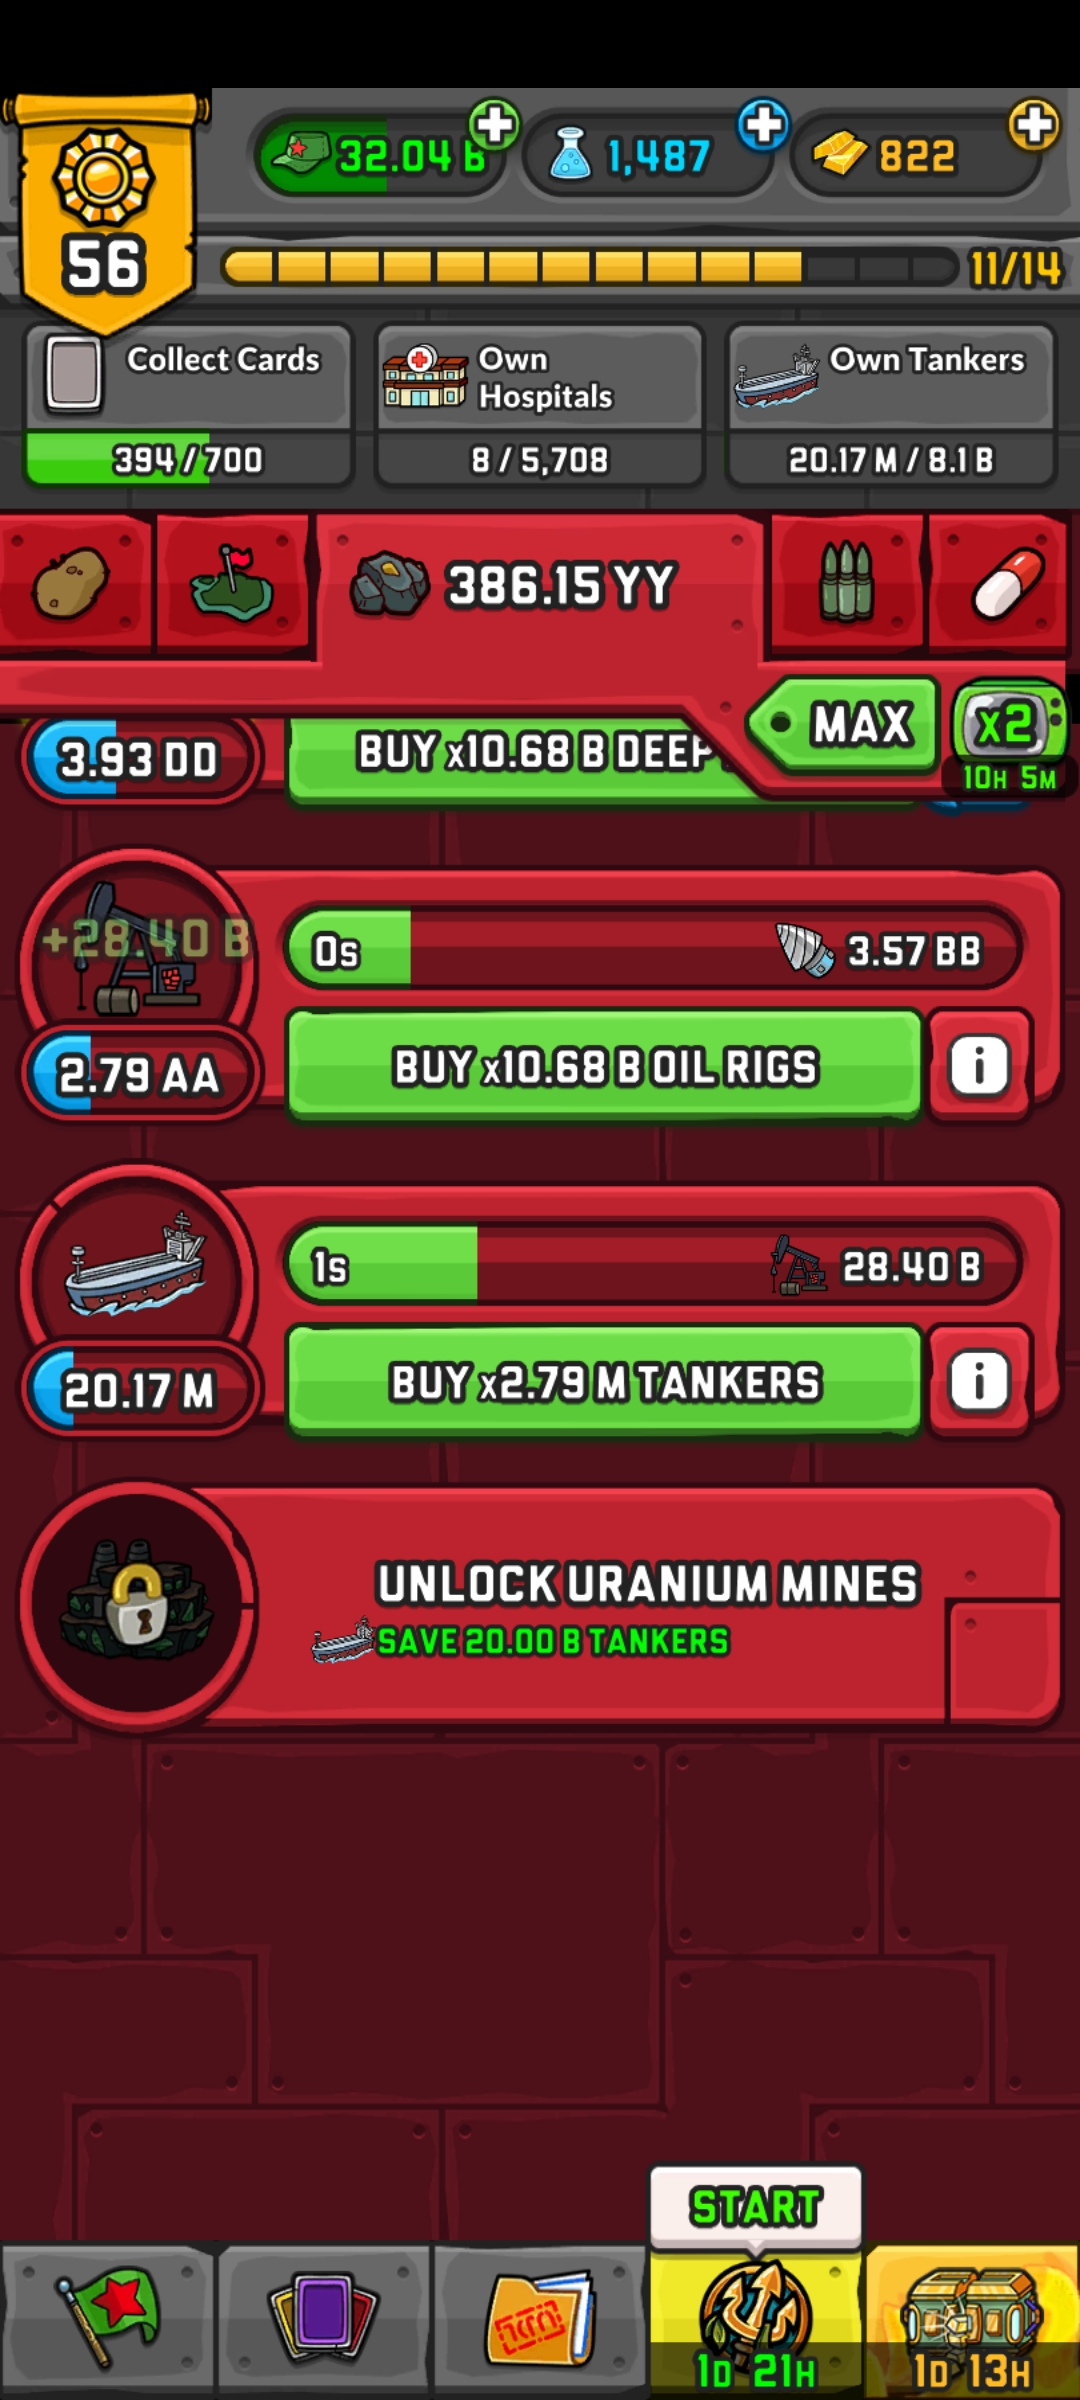 56
32.04 B
1,487
822
11/14
Collect Cards
394/700
Own
Hospitals
8/5,708
Own Tankers
20.17 M/8.1 B
386.15 YY
MAX
x2
10H 5M
3.93 DD
BUY x10.68 B DEEP
+28.40 B
0s
3.57 BB
2.79 AA
BUY x10.68 B OIL RIGS
i
1s
28.40 B
20.17 M
BUY x2.79 M TANKERS
i
UNLOCK URANIUM MINES
SAVE 20.00 B TANKERS
START
1D 21H
1D 13H